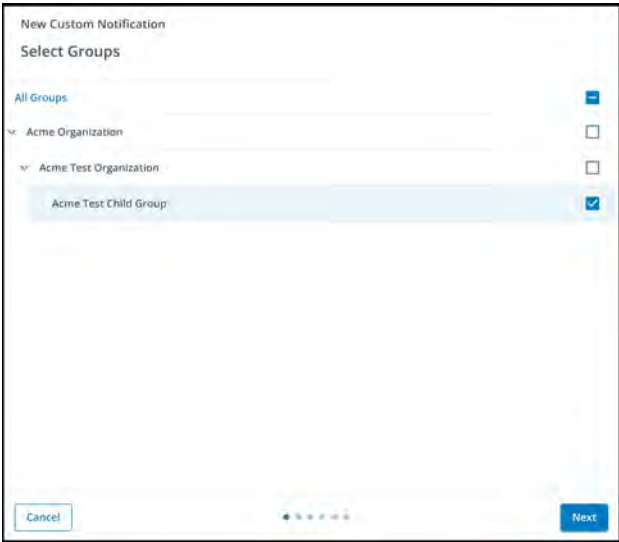 New Custom Notification
Select Groups
All Groups
Acme Organization
Acme Test Organization
Acme Test Child Group
Cancel
Next